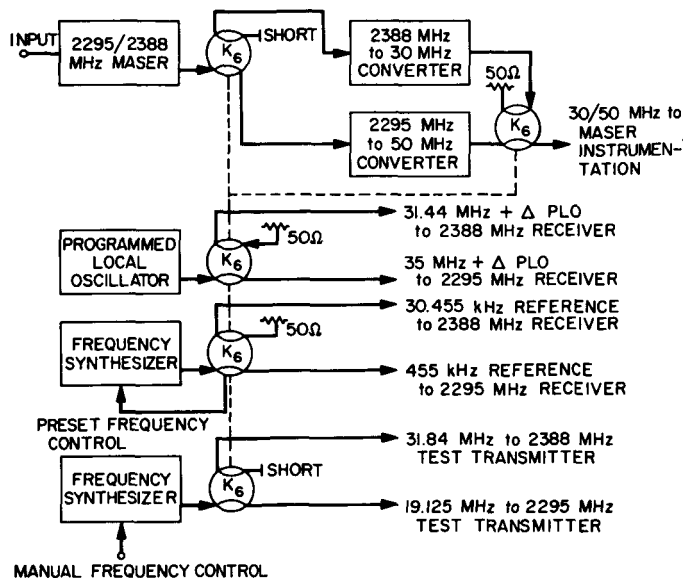 INPUT
2295/2388
MHz MASER
K6
SHORT
2388 MHz
to 30 MHz
CONVERTER
50Ω
2295 MHz
to 50 MHz
CONVERTER
K6
30/50 MHz to
MASER
INSTRUMEN-
TATION
PROGRAMMED
LOCAL
OSCILLATOR
K6
50Ω
31.44 MHz + Δ PLO
to 2388 MHz RECEIVER
35 MHz + Δ PLO
to 2295 MHz RECEIVER
FREQUENCY
SYNTHESIZER
K6
50Ω
30.455 kHz REFERENCE
to 2388 MHz RECEIVER
455 kHz REFERENCE
to 2295 MHz RECEIVER
PRESET FREQUENCY
CONTROL
FREQUENCY
SYNTHESIZER
K6
SHORT
31.84 MHz to 2388 MHz
TEST TRANSMITTER
19.125 MHz to 2295 MHz
TEST TRANSMITTER
MANUAL FREQUENCY CONTROL